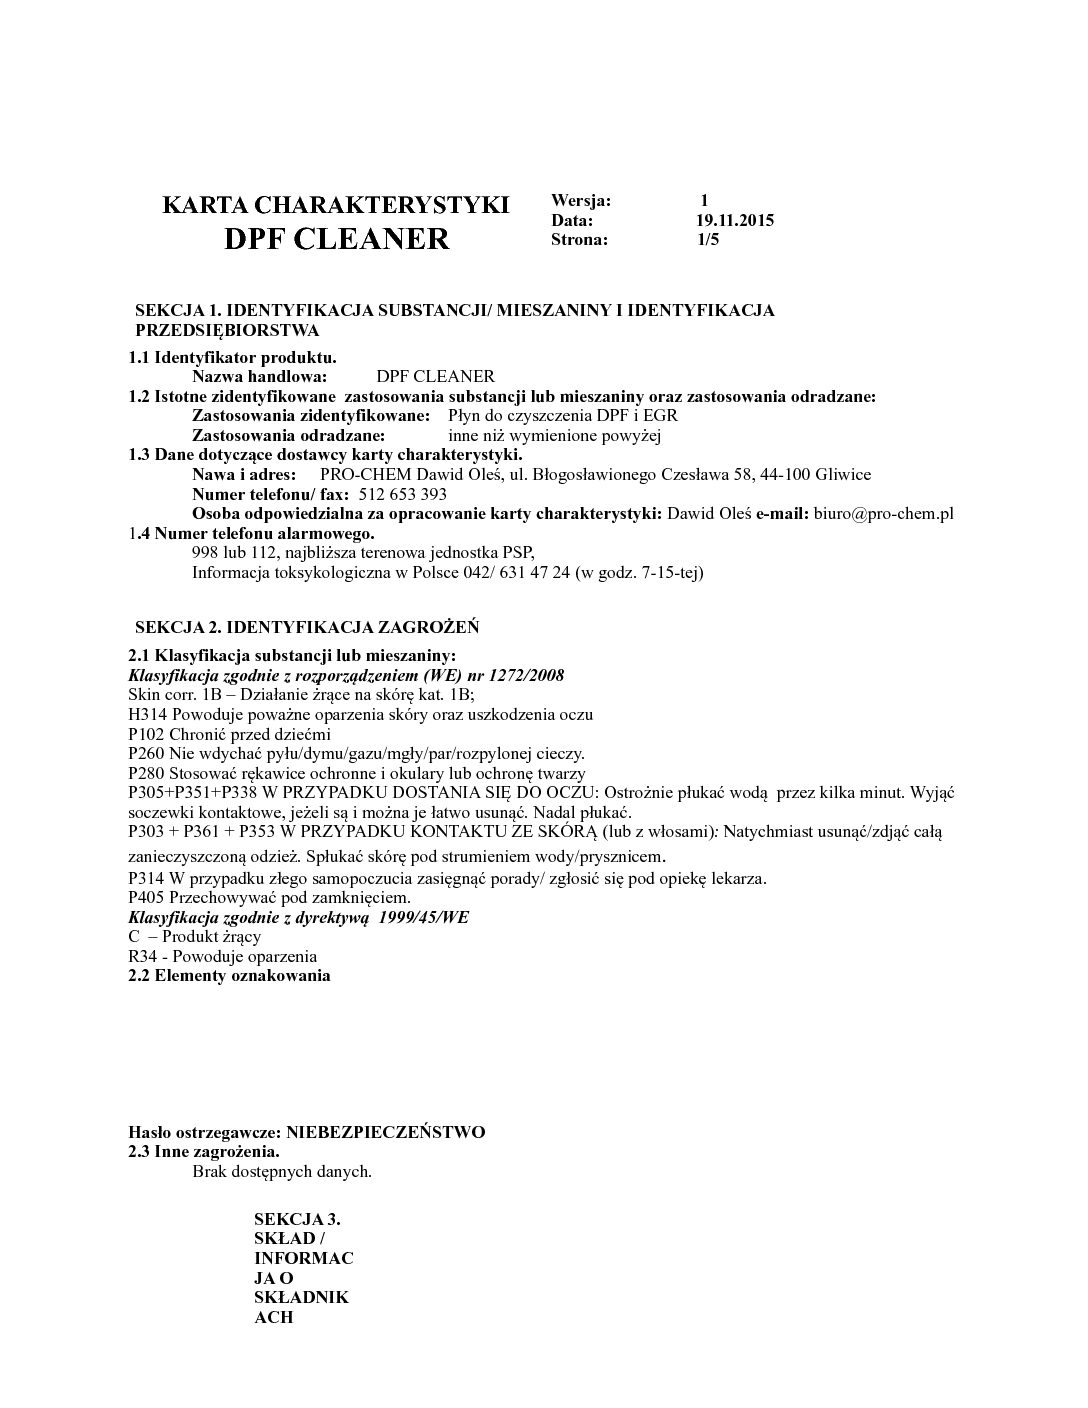 KARTA CHARAKTERYSTYKI
DPF CLEANER
Wersja: 1
Data: 19.11.2015
Strona: 1/5
SEKCJA 1. IDENTYFIKACJA SUBSTANCJI/ MIESZANINY I IDENTYFIKACJA
PRZEDSIĘBIORSTWA
1.1 Identyfikator produktu.
Nazwa handlowa: DPF CLEANER
1.2 Istotne zidentyfikowane zastosowania substancji lub mieszaniny oraz zastosowania odradzane:
Zastosowania zidentyfikowane: Płyn do czyszczenia DPF i EGR
Zastosowania odradzane: inne niż wymienione powyżej
1.3 Dane dotyczące dostawcy karty charakterystyki.
Nawa i adres: PRO-CHEM Dawid Oleś, ul. Błogosławionego Czesława 58, 44-100 Gliwice
Numer telefonu/ fax: 512 653 393
Osoba odpowiedzialna za opracowanie karty charakterystyki: Dawid Oleś e-mail: biuro@pro-chem.pl
1.4 Numer telefonu alarmowego.
998 lub 112, najbliższa terenowa jednostka PSP,
Informacja toksykologiczna w Polsce 042/ 631 47 24 (w godz. 7-15-tej)
SEKCJA 2. IDENTYFIKACJA ZAGROŻEŃ
2.1 Klasyfikacja substancji lub mieszaniny:
Klasyfikacja zgodnie z rozporządzeniem (WE) nr 1272/2008
Skin corr. 1B – Działanie żrące na skórę kat. 1B;
H314 Powoduje poważne oparzenia skóry oraz uszkodzenia oczu
P102 Chronić przed dziećmi
P260 Nie wdychać pyłu/dymu/gazu/mgły/par/rozpylonej cieczy.
P280 Stosować rękawice ochronne i okulary lub ochronę twarzy
P305+P351+P338 W PRZYPADKU DOSTANIA SIĘ DO OCZU: Ostrożnie płukać wodą przez kilka minut. Wyjąć
soczewki kontaktowe, jeżeli są i można je łatwo usunąć. Nadal płukać.
P303 + P361 + P353 W PRZYPADKU KONTAKTU ZE SKÓRĄ (lub z włosami): Natychmiast usunąć/zdjąć całą
zanieczyszczoną odzież. Spłukać skórę pod strumieniem wody/prysznicem.
P314 W przypadku złego samopoczucia zasięgnąć porady/ zgłosić się pod opiekę lekarza.
P405 Przechowywać pod zamknięciem.
Klasyfikacja zgodnie z dyrektywą 1999/45/WE
C – Produkt żrący
R34 - Powoduje oparzenia
2.2 Elementy oznakowania
Hasło ostrzegawcze: NIEBEZPIECZEŃSTWO
2.3 Inne zagrożenia.
Brak dostępnych danych.
SEKCJA 3.
SKŁAD /
INFORMAC
JA O
SKŁADNIK
ACH